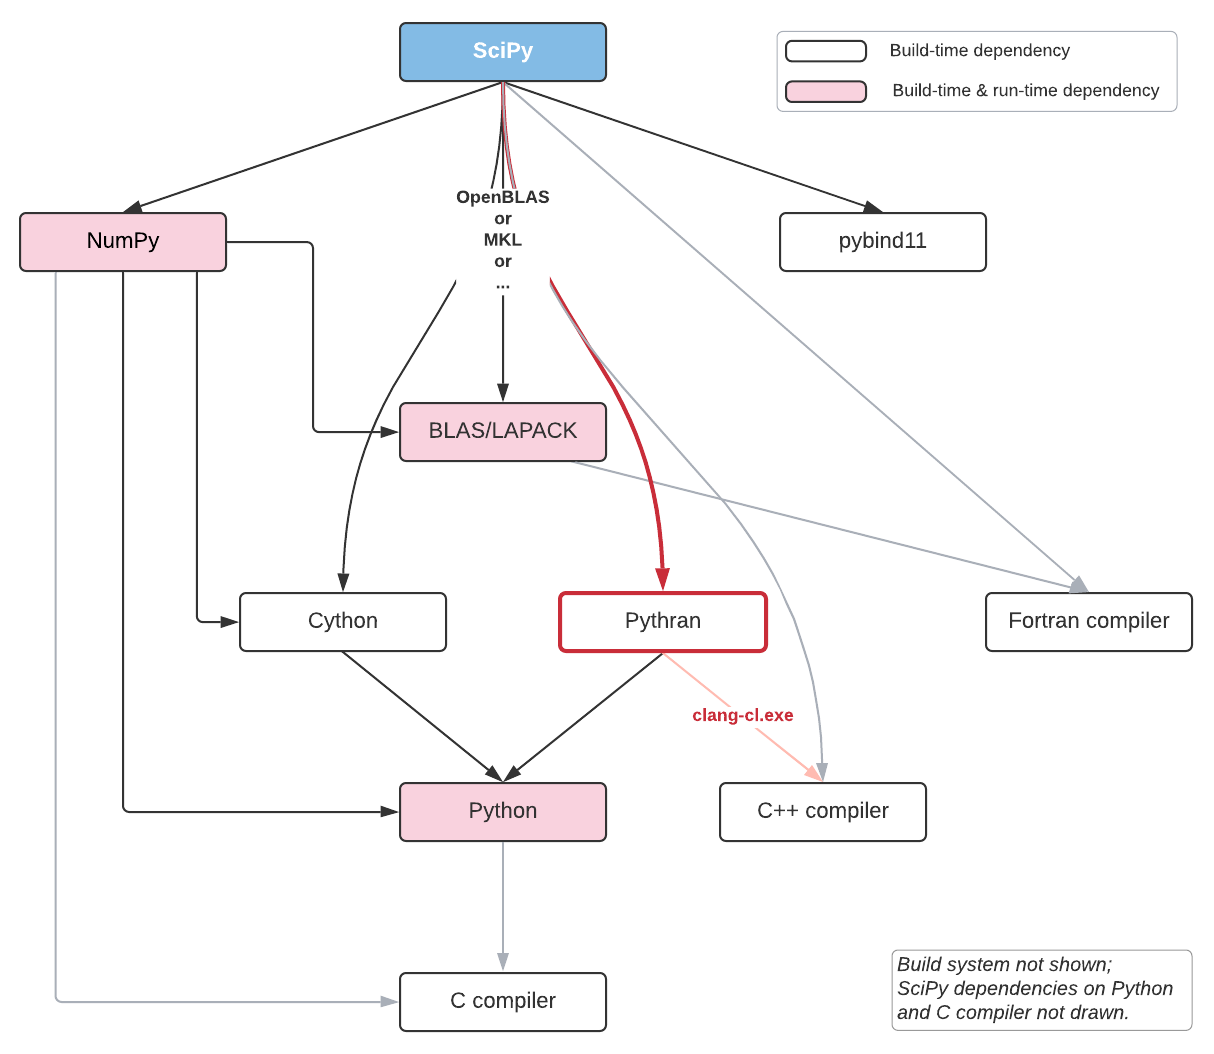 SciPy
Build-time dependency
Build-time & run-time dependency
OpenBLAS
or
MKL
or
...
NumPy
pybind11
BLAS/LAPACK
Cython
Pythran
Fortran compiler
clang-cl.exe
Python
C++ compiler
Build system not shown;
SciPy dependencies on Python
and C compiler not drawn.
C compiler